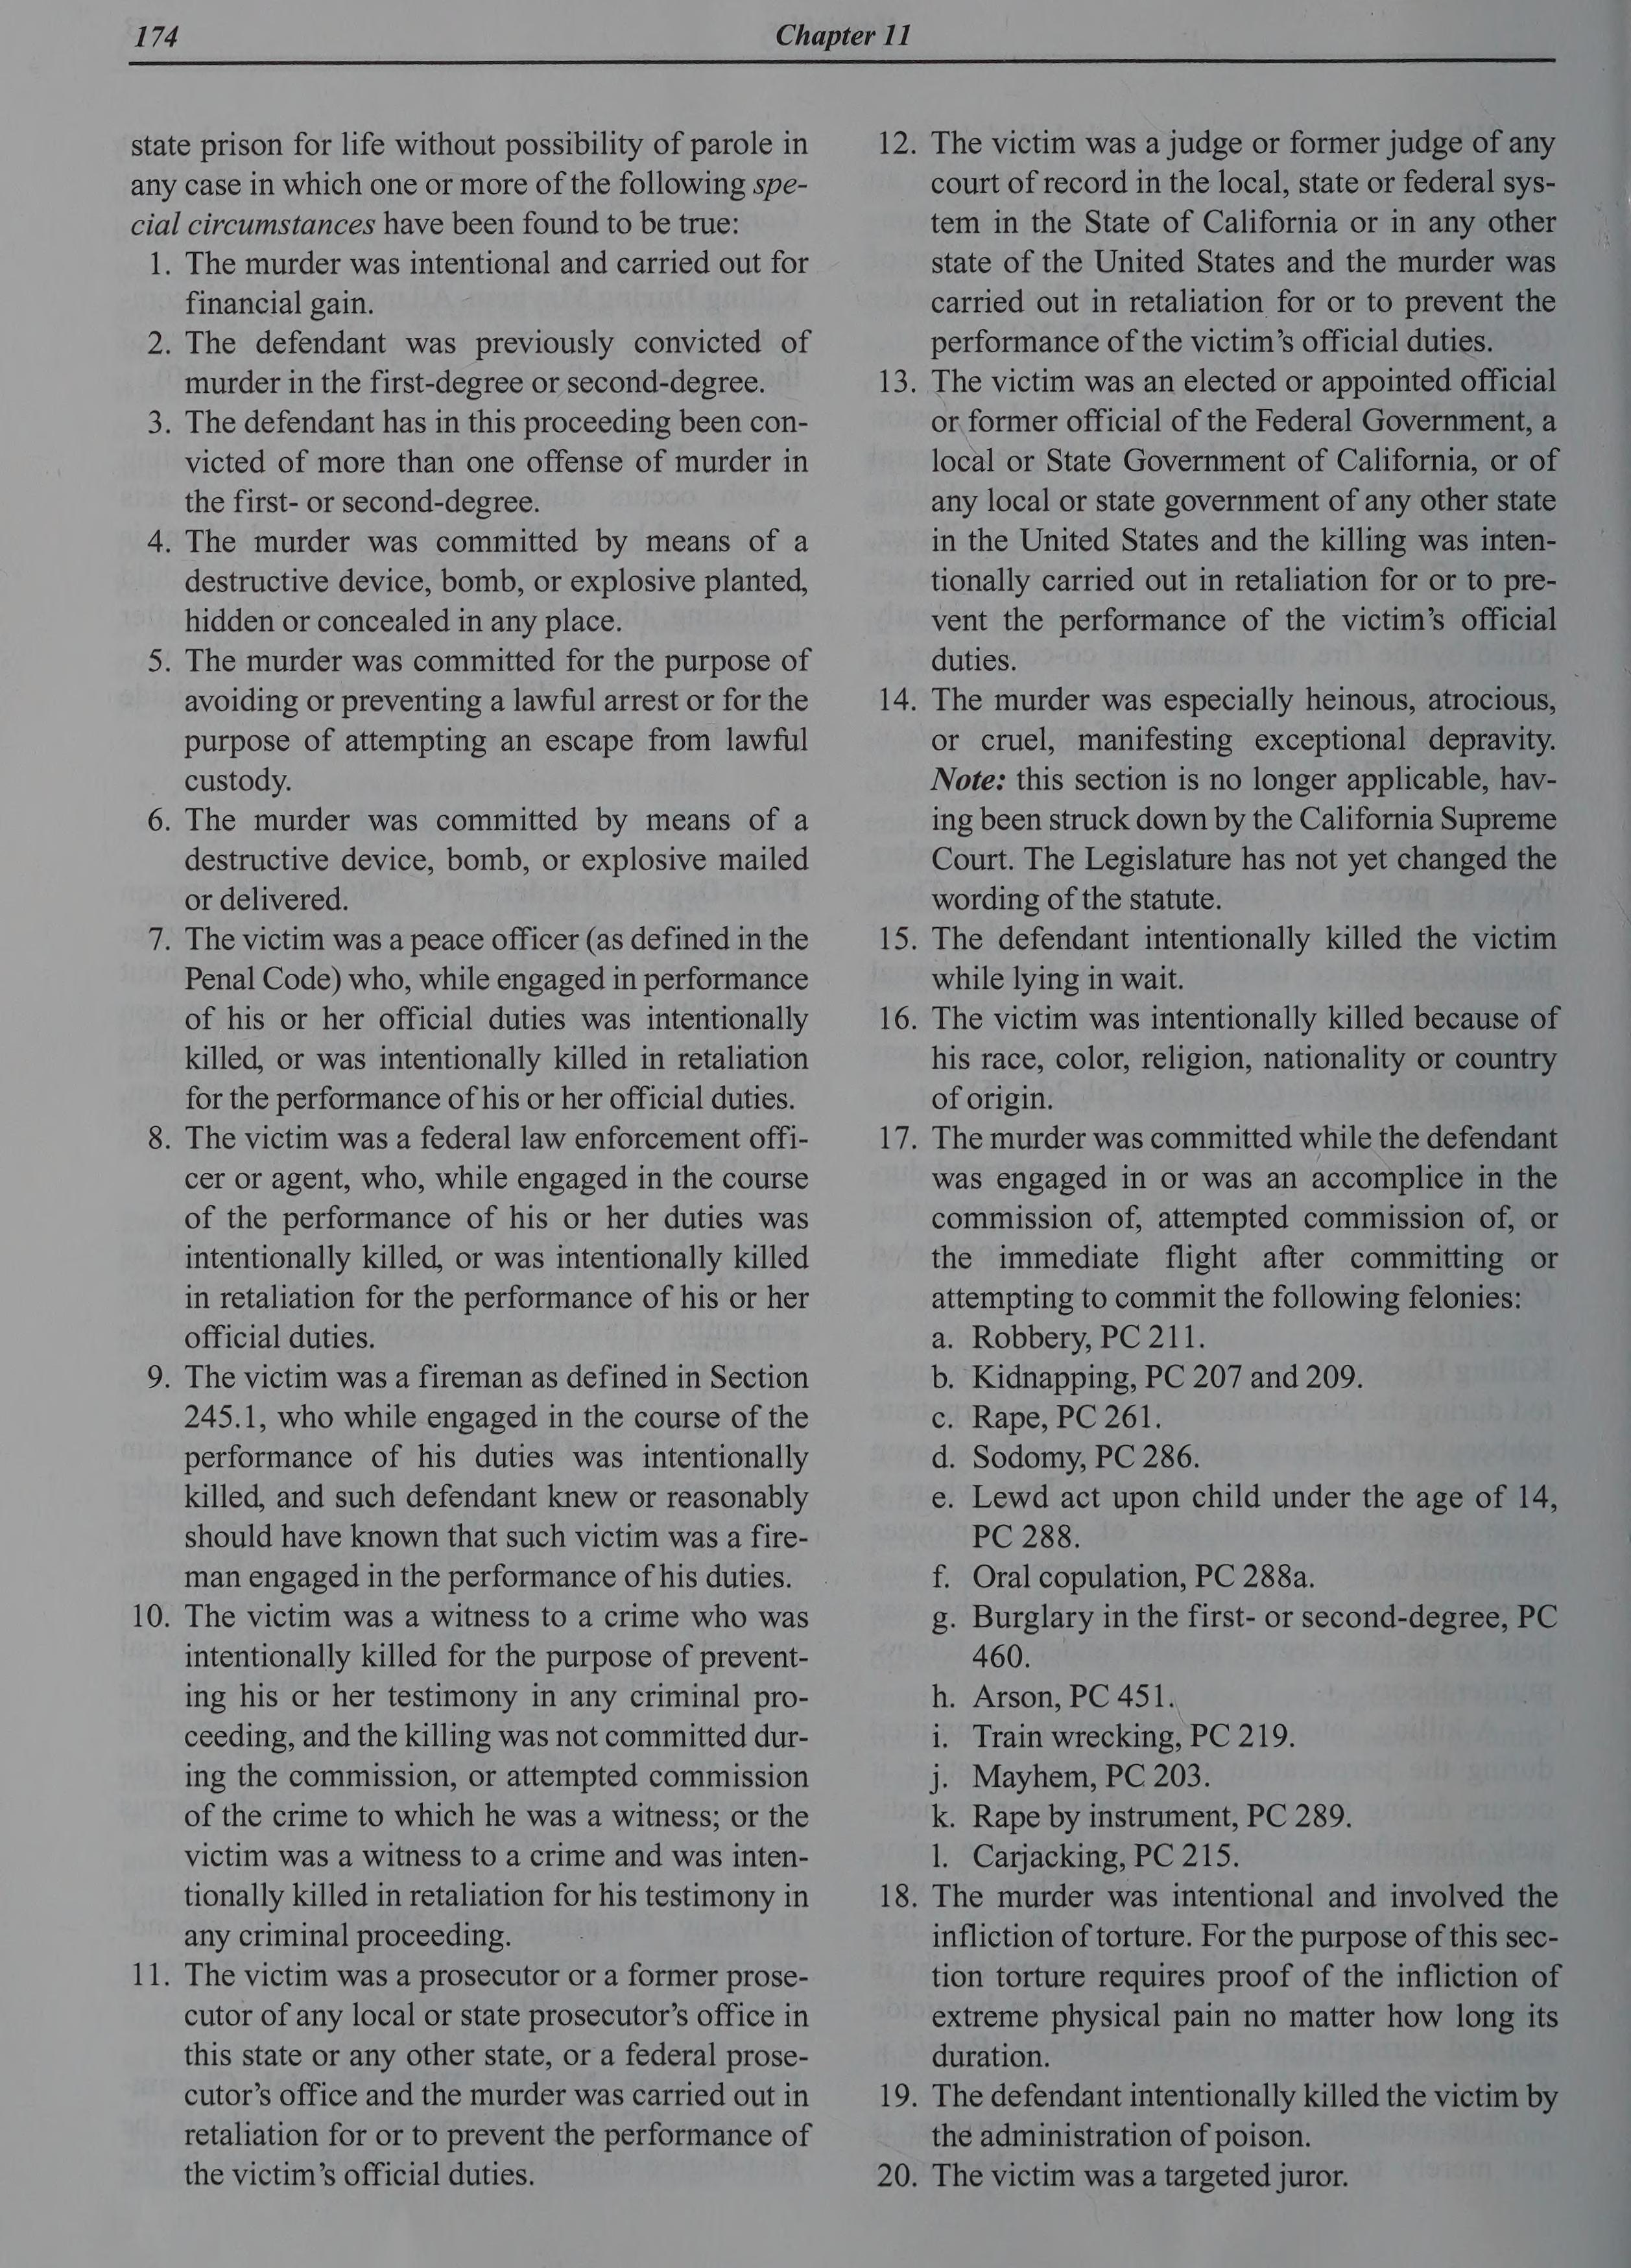 174
Chapter 11
state prison for life without possibility of parole in
any case in which one or more of the following spe-
cial circumstances have been found to be true:
1. The murder was intentional and carried out for
financial gain.
2. The defendant was previously convicted of
murder in the first-degree or second-degree.
3. The defendant has in this proceeding been con-
victed of more than one offense of murder in
the first- or second-degree.
4. The murder was committed by means of a
destructive device, bomb, or explosive planted,
hidden or concealed in any place.
5. The murder was committed for the purpose of
avoiding or preventing a lawful arrest or for the
purpose of attempting an escape from lawful
custody.
6. The murder was committed by means of a
destructive device, bomb, or explosive mailed
or delivered.
7. The victim was a peace officer (as defined in the
Penal Code) who, while engaged in performance
of his or her official duties was intentionally
killed, or was intentionally killed in retaliation
for the performance of his or her official duties.
8. The victim was a federal law enforcement offi-
cer or agent, who, while engaged in the course
of the performance of his or her duties was
intentionally killed, or was intentionally killed
in retaliation for the performance of his or her
official duties.
9. The victim was a fireman as defined in Section
245.1, who while engaged in the course of the
performance of his duties was intentionally
killed, and such defendant knew or reasonably
should have known that such victim was a fire-
man engaged in the performance of his duties.
10. The victim was a witness to a crime who was
intentionally killed for the purpose of prevent-
ing his or her testimony in any criminal pro-
ceeding, and the killing was not committed dur-
ing the commission, or attempted commission
of the crime to which he was a witness; or the
victim was a witness to a crime and was inten-
tionally killed in retaliation for his testimony in
any criminal proceeding.
11. The victim was a prosecutor or a former prose-
cutor of any local or state prosecutor's office in
this state or any other state, or a federal prose-
cutor's office and the murder was carried out in
retaliation for or to prevent the performance of
the victim's official duties.
12. The victim was a judge or former judge of any
court of record in the local, state or federal sys-
tem in the State of California or in any other
state of the United States and the murder was
carried out in retaliation for or to prevent the
performance of the victim's official duties.
13. The victim was an elected or appointed official
or former official of the Federal Government, a
local or State Government of California, or of
any local or state government of any other state
in the United States and the killing was inten-
tionally carried out in retaliation for or to pre-
vent the performance of the victim's official
duties.
14. The murder was especially heinous, atrocious,
or cruel, manifesting exceptional depravity.
Note: this section is no longer applicable, hav-
ing been struck down by the California Supreme
Court. The Legislature has not yet changed the
wording of the statute.
15. The defendant intentionally killed the victim
while lying in wait.
16. The victim was intentionally killed because of
his race, color, religion, nationality or country
of origin.
17. The murder was committed while the defendant
was engaged in or was an accomplice in the
commission of, attempted commission of, or
the immediate flight after committing or
attempting to commit the following felonies:
a. Robbery, PC 211.
b. Kidnapping, PC 207 and 209.
c. Rape, PC 261.
d. Sodomy, PC 286.
e. Lewd act upon child under the age of 14,
PC 288.
f. Oral copulation, PC 288a.
g. Burglary in the first- or second-degree, PC
460.
h. Arson, PC 451.
i. Train wrecking, PC 219.
j. Mayhem, PC 203.
k. Rape by instrument, PC 289.
l. Carjacking, PC 215.
18. The murder was intentional and involved the
infliction of torture. For the purpose of this sec-
tion torture requires proof of the infliction of
extreme physical pain no matter how long its
duration.
19. The defendant intentionally killed the victim by
the administration of poison.
20. The victim was a targeted juror.